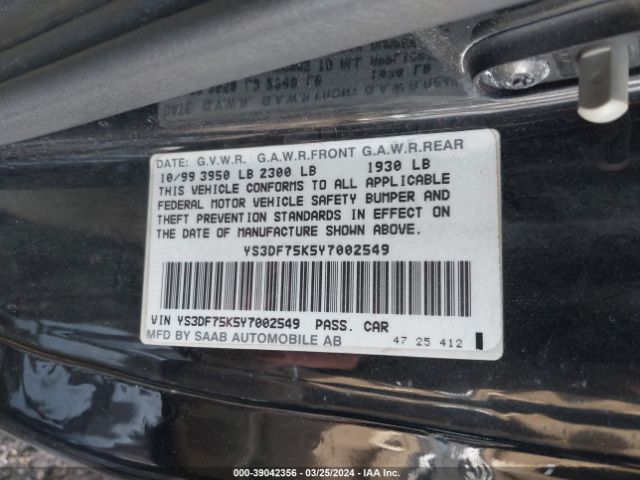 DATE: G.V.W.R. G.A.W.R.FRONT G.A.W.R.REAR
10/99 3950 LB 2300 LB 1930 LB
THIS VEHICLE CONFORMS TO ALL APPLICABLE
FEDERAL MOTOR VEHICLE SAFETY BUMPER AND
THEFT PREVENTION STANDARDS IN EFFECT ON
THE DATE OF MANUFACTURE SHOWN ABOVE.
YS3DF75K5Y7002549
VIN YS3DF75K5Y7002549 PASS. CAR
MFD BY SAAB AUTOMOBILE AB 47 25 412
000-39042356 — 03/25/2024 — IAA Inc.